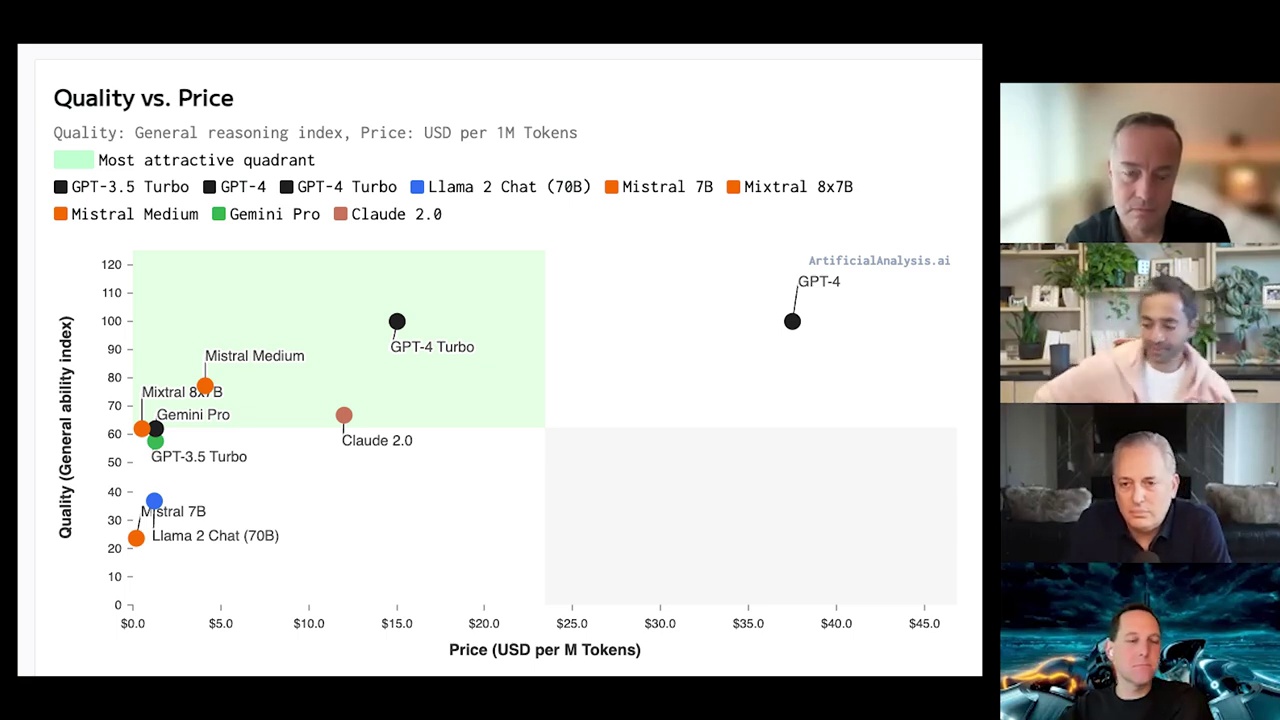 Quality vs. Price
Quality: General reasoning index, Price: USD per 1M Tokens
Most attractive quadrant
GPT-3.5 Turbo GPT-4 GPT-4 Turbo Llama 2 Chat (70B) Mistral 7B Mixtral 8x7B
Mistral Medium Gemini Pro Claude 2.0
ArtificialAnalysis.ai
Quality (General ability index)
120
110
100
90
80
70
60
50
40
30
20
10
0
GPT-4
GPT-4 Turbo
Mistral Medium
Mixtral 8x7B
Gemini Pro
Claude 2.0
GPT-3.5 Turbo
Mistral 7B
Llama 2 Chat (70B)
$0.0 $5.0 $10.0 $15.0 $20.0 $25.0 $30.0 $35.0 $40.0 $45.0
Price (USD per M Tokens)